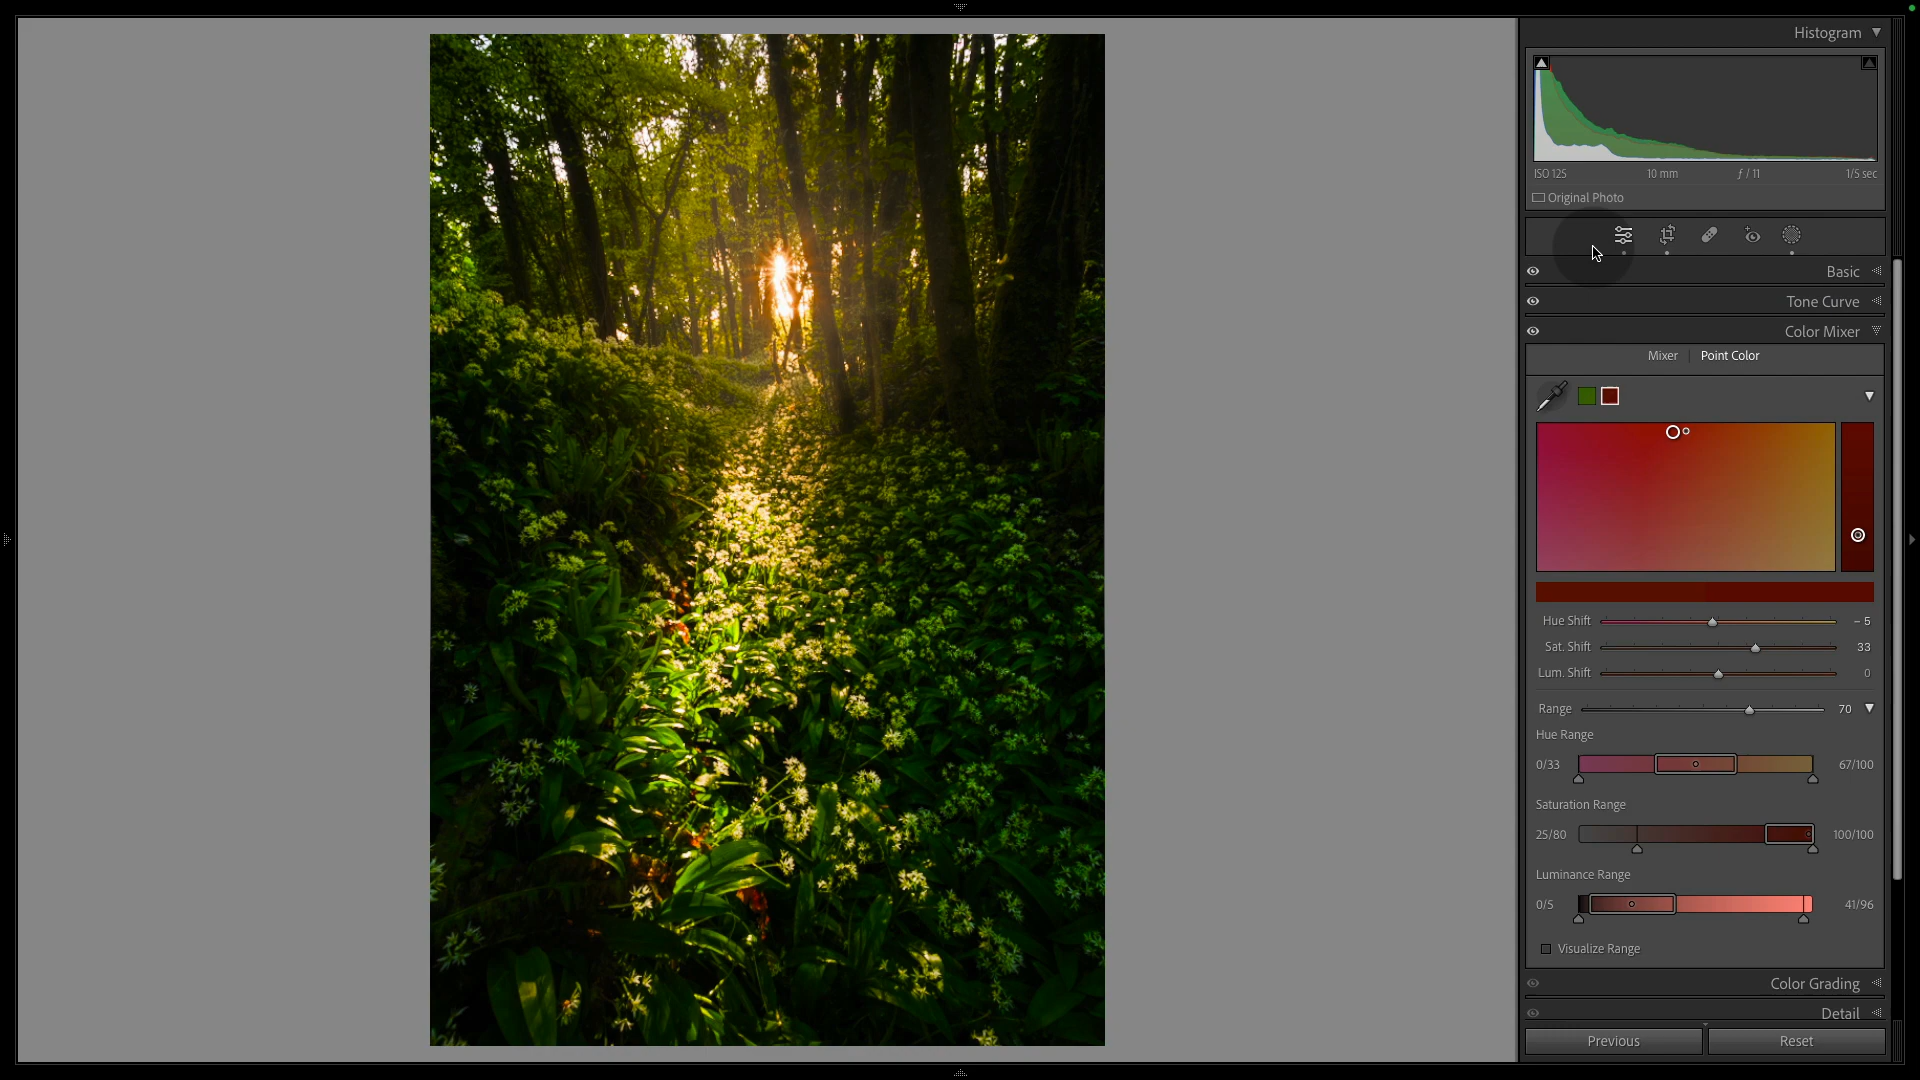 Histogram
ISO 125 10 mm ƒ / 11 1/5 sec
Original Photo
Basic
Tone Curve
Color Mixer
Mixer | Point Color
Hue Shift – 5
Sat. Shift 33
Lum. Shift 0
Range 70
Hue Range
0/33 67/100
Saturation Range
25/80 100/100
Luminance Range
0/5 41/96
Visualize Range
Color Grading
Detail
Previous Reset